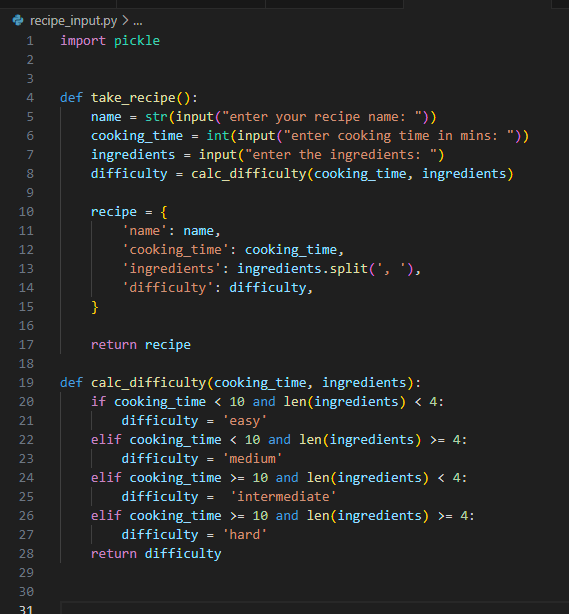 recipe_input.py > ...
1 import pickle
2
3
4 def take_recipe():
5     name = str(input("enter your recipe name: "))
6     cooking_time = int(input("enter cooking time in mins: "))
7     ingredients = input("enter the ingredients: ")
8     difficulty = calc_difficulty(cooking_time, ingredients)
9
10     recipe = {
11         'name': name,
12         'cooking_time': cooking_time,
13         'ingredients': ingredients.split(', '),
14         'difficulty': difficulty,
15     }
16
17     return recipe
18
19 def calc_difficulty(cooking_time, ingredients):
20     if cooking_time < 10 and len(ingredients) < 4:
21         difficulty = 'easy'
22     elif cooking_time < 10 and len(ingredients) >= 4:
23         difficulty = 'medium'
24     elif cooking_time >= 10 and len(ingredients) < 4:
25         difficulty =  'intermediate'
26     elif cooking_time >= 10 and len(ingredients) >= 4:
27         difficulty = 'hard'
28     return difficulty
29
30
31